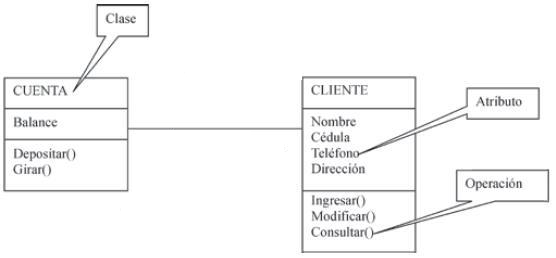 Clase
CUENTA
Balance
Depositar()
Girar()
CLIENTE
Nombre
Cédula
Teléfono
Dirección
Ingresar()
Modificar()
Consultar()
Atributo
Operación